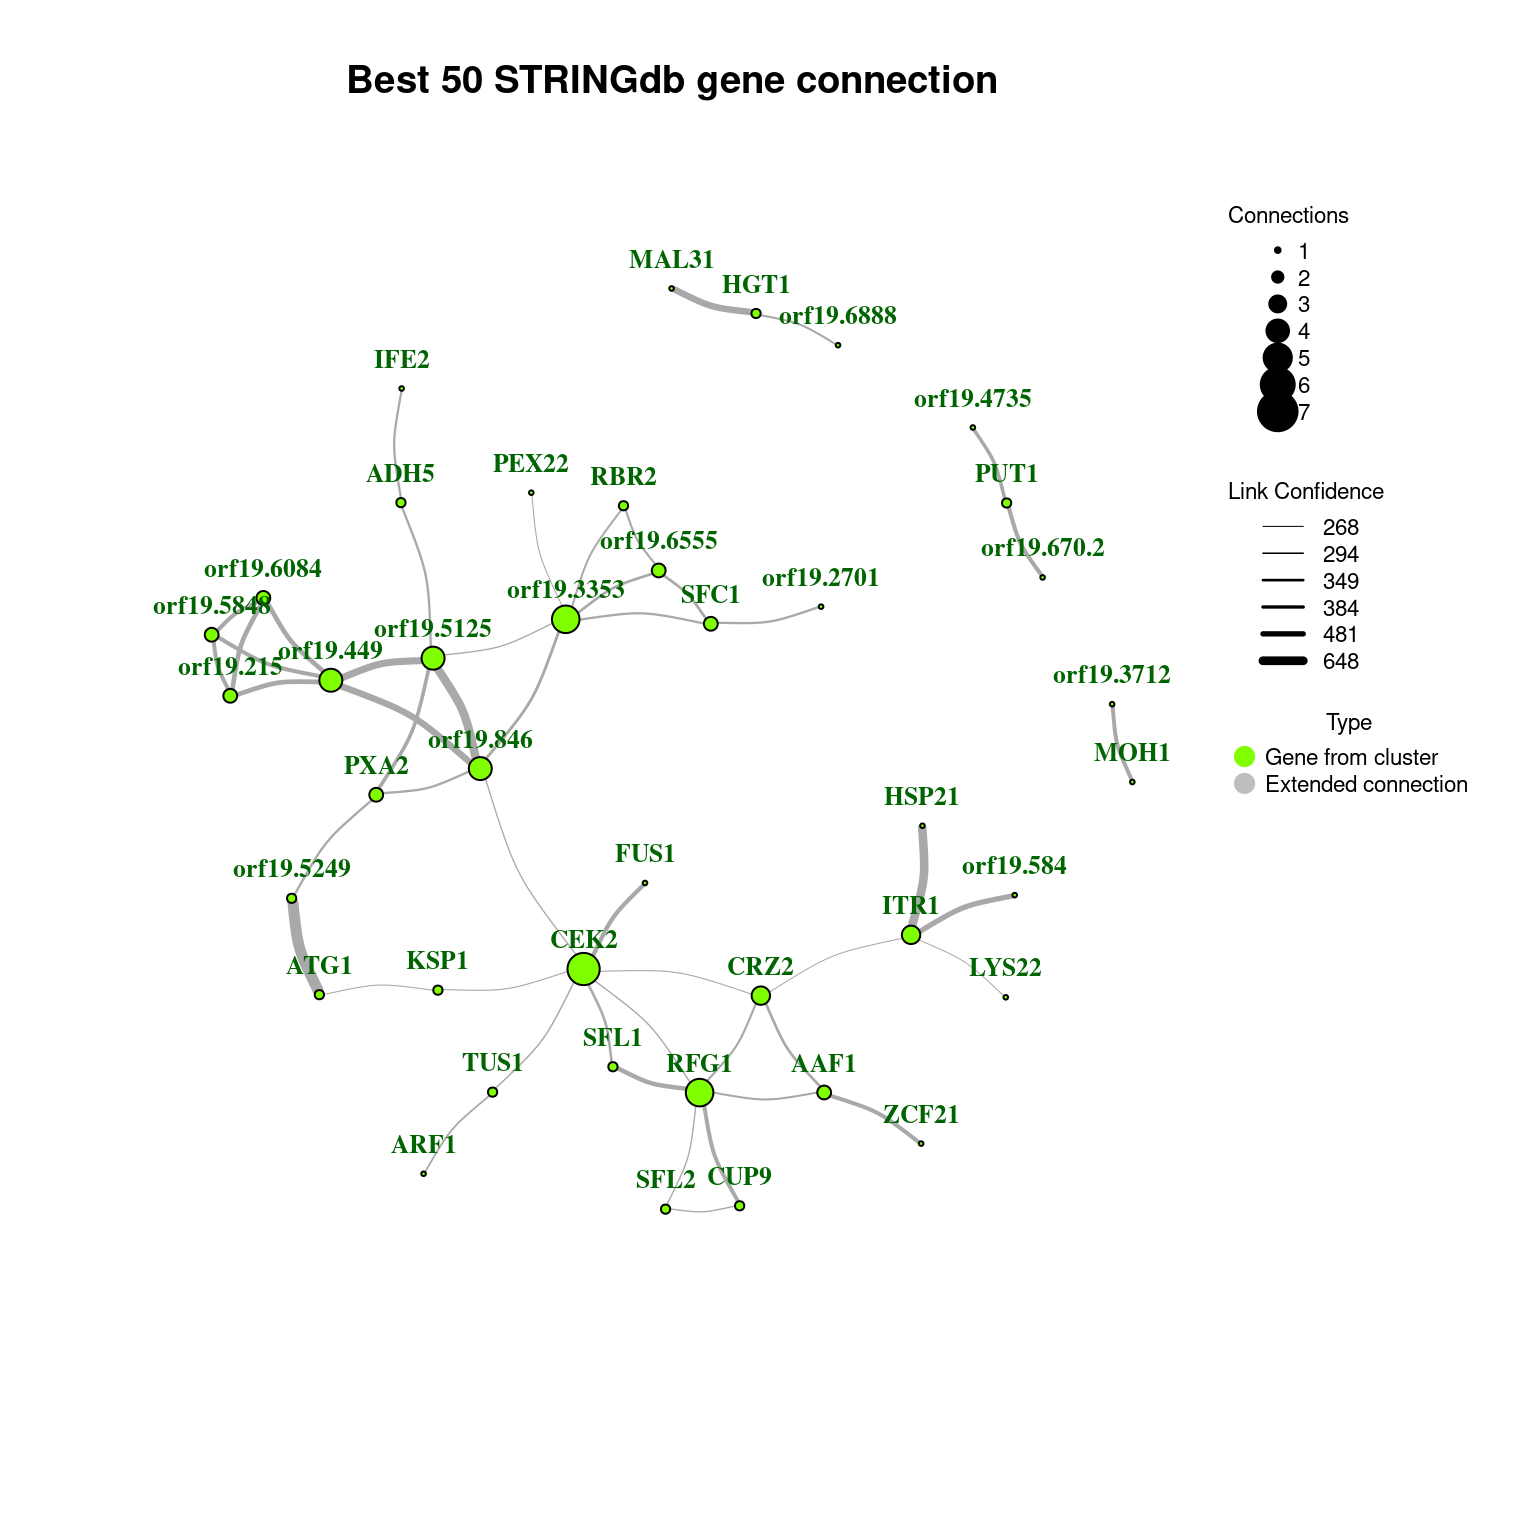 Best 50 STRINGdb gene connection
Connections
1
2
3
4
5
6
7
MAL31
HGT1
orf19.6888
IFE2
orf19.4735
ADH5
PEX22
RBR2
PUT1
Link Confidence
268
294
349
384
481
648
orf19.6555
orf19.670.2
orf19.6084
orf19.3353
SFC1
orf19.2701
orf19.5848
orf19.5125
orf19.449
orf19.215
orf19.3712
Type
Gene from cluster
Extended connection
orf19.846
MOH1
PXA2
HSP21
FUS1
orf19.5249
orf19.584
ITR1
CEK2
ATG1
KSP1
CRZ2
LYS22
SFL1
TUS1
RFG1
AAF1
ZCF21
ARF1
SFL2
CUP9